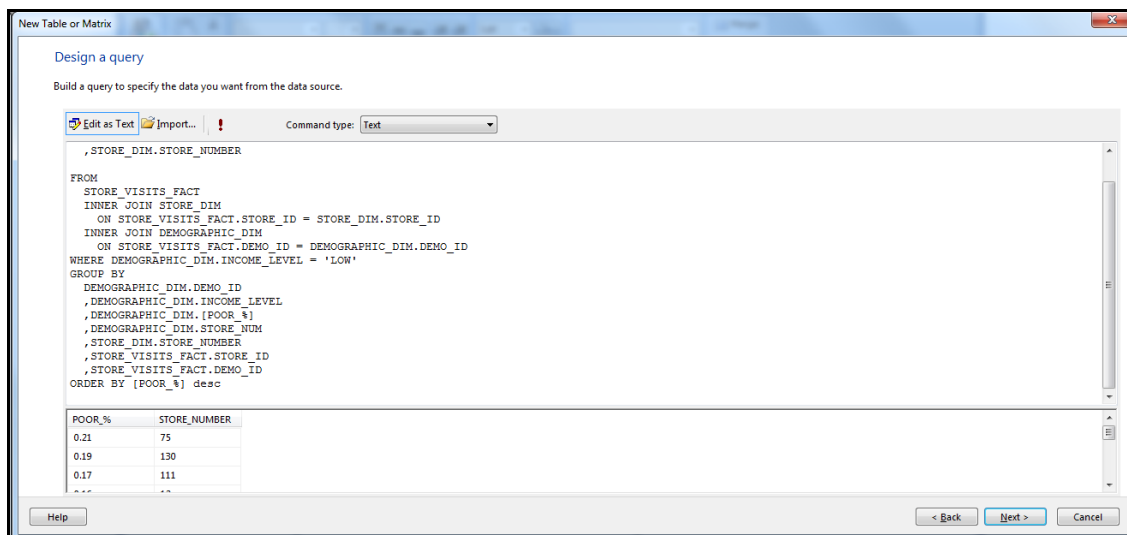 New Table or Matrix
Design a query
Build a query to specify the data you want from the data source.
Edit as Text Import... ! Command type: Text
,STORE_DIM.STORE_NUMBER
FROM
STORE_VISITS_FACT
INNER JOIN STORE_DIM
ON STORE_VISITS_FACT.STORE_ID = STORE_DIM.STORE_ID
INNER JOIN DEMOGRAPHIC_DIM
ON STORE_VISITS_FACT.DEMO_ID = DEMOGRAPHIC_DIM.DEMO_ID
WHERE DEMOGRAPHIC_DIM.INCOME_LEVEL = 'LOW'
GROUP BY
DEMOGRAPHIC_DIM.DEMO_ID
,DEMOGRAPHIC_DIM.INCOME_LEVEL
,DEMOGRAPHIC_DIM.[POOR_%]
,DEMOGRAPHIC_DIM.STORE_NUM
,STORE_DIM.STORE_NUMBER
,STORE_VISITS_FACT.STORE_ID
,STORE_VISITS_FACT.DEMO_ID
ORDER BY [POOR_%] desc
POOR_% STORE_NUMBER
0.21 75
0.19 130
0.17 111
Help < Back Next > Cancel